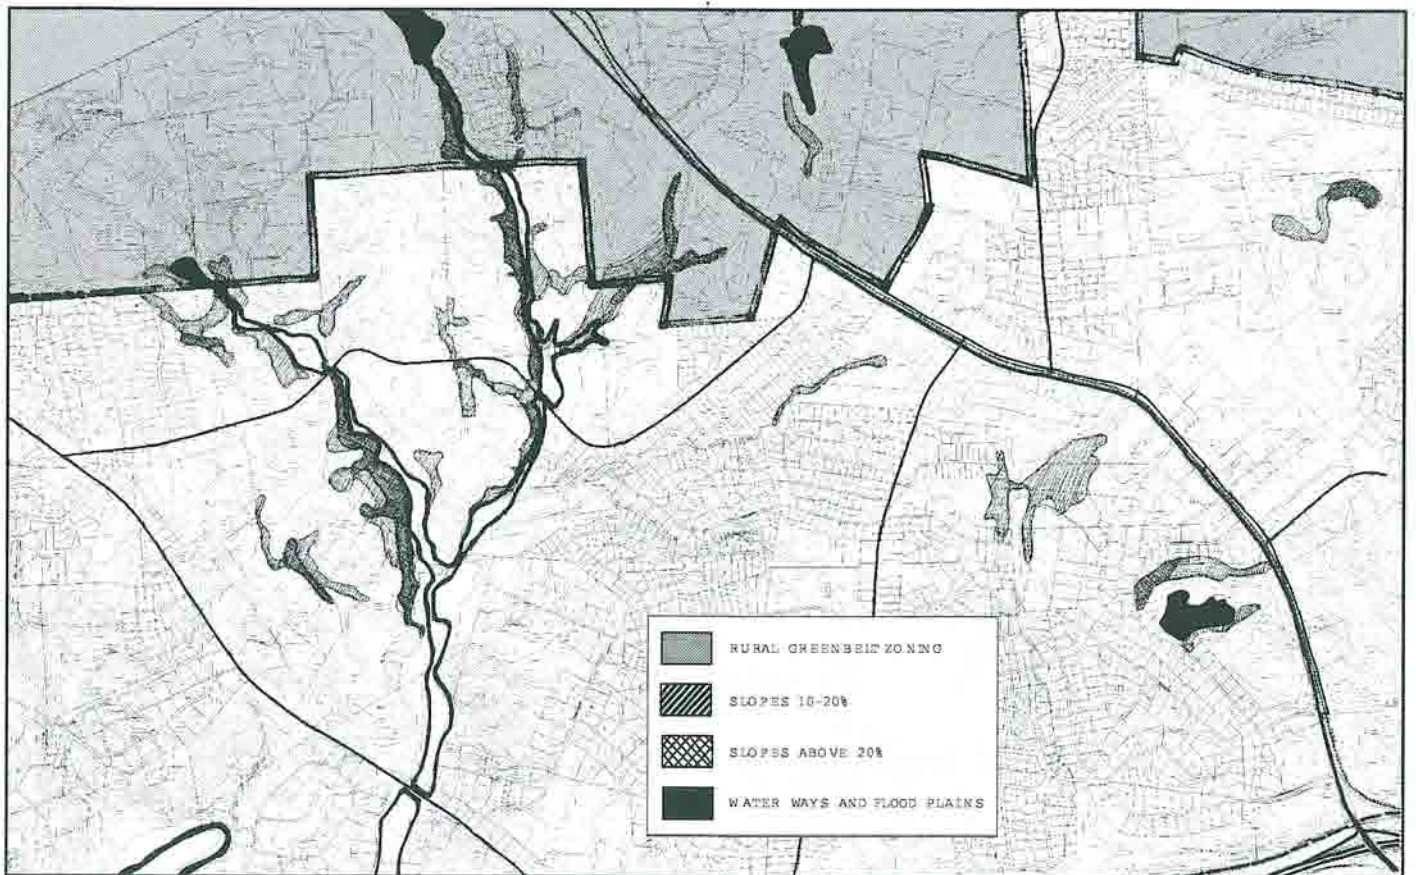 RURAL GREENBELT ZONING
SLOPES 10-20%
SLOPES ABOVE 20%
WATER WAYS AND FLOOD PLAINS